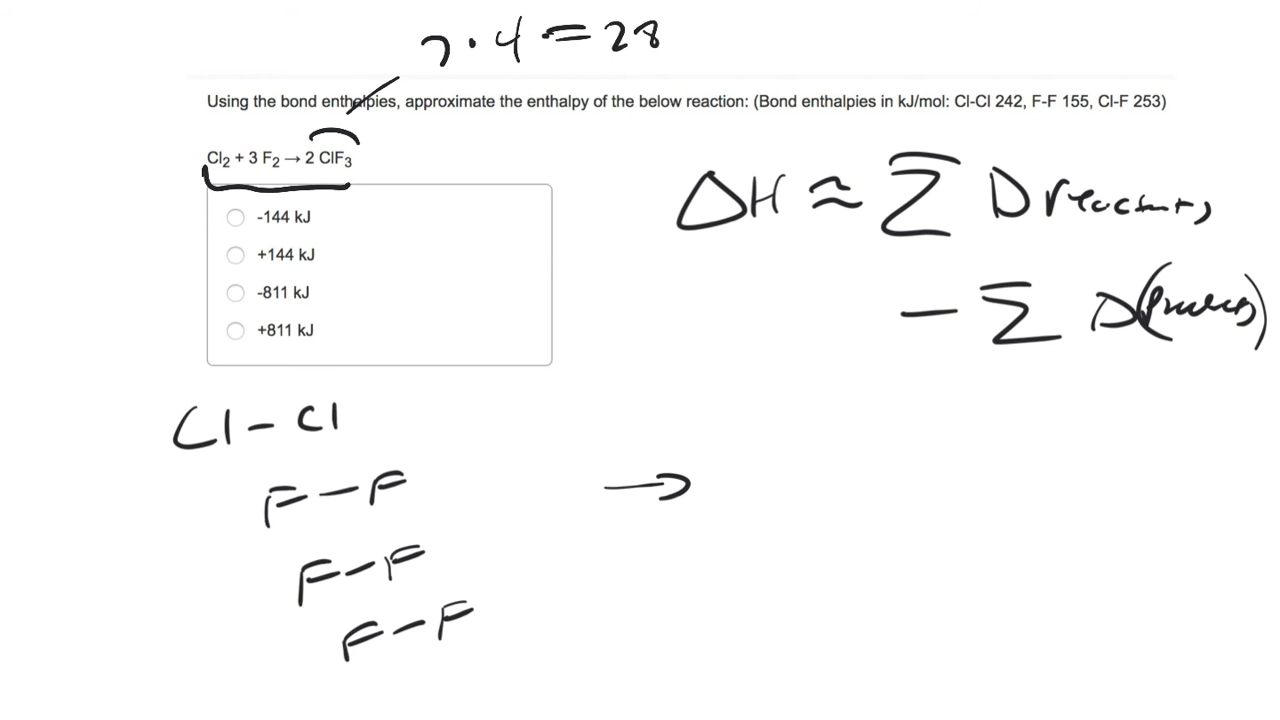 7 · 4 = 28
Using the bond enthalpies, approximate the enthalpy of the below reaction: (Bond enthalpies in kJ/mol: Cl-Cl 242, F-F 155, Cl-F 253)
Cl₂ + 3 F₂ → 2 ClF₃
-144 kJ
+144 kJ
-811 kJ
+811 kJ
ΔH ≈ Σ D reactants
− Σ D(
Cl – Cl
F – F →
F – F
F – F